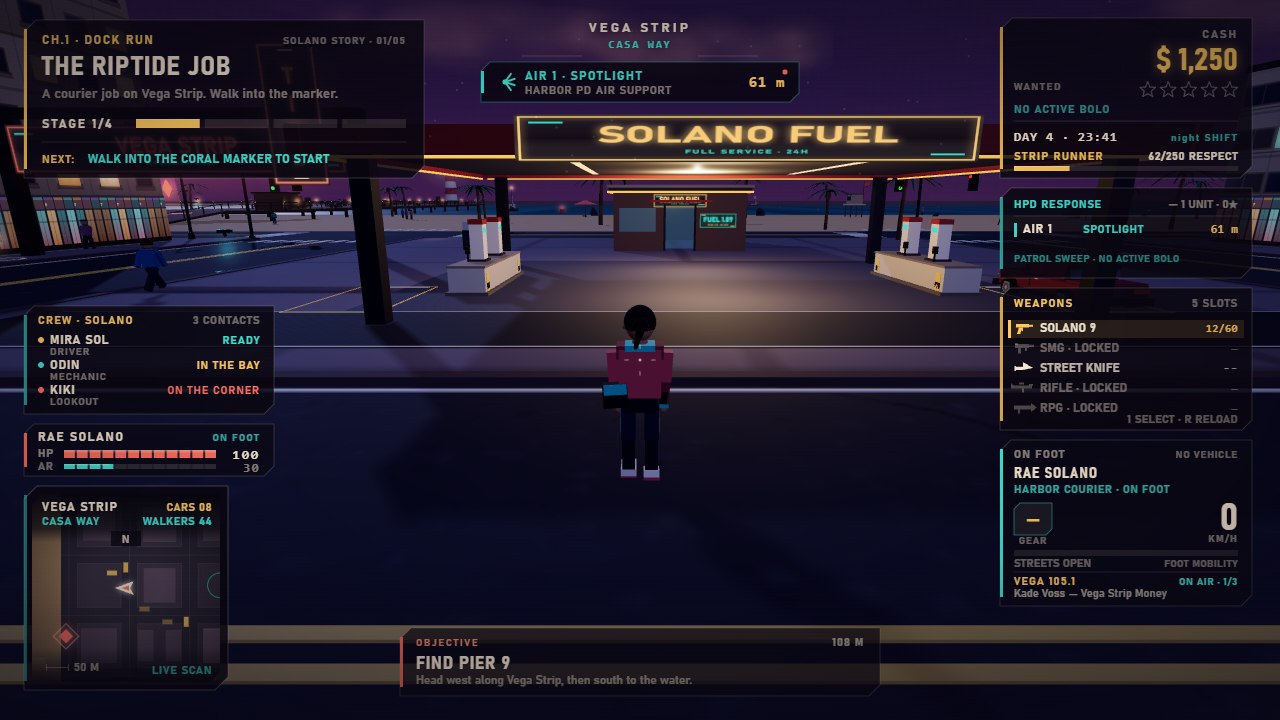 CH.1 · DOCK RUN
SOLANO STORY · 01/05
THE RIPTIDE JOB
A courier job on Vega Strip. Walk into the marker.
STAGE 1/4
NEXT: WALK INTO THE CORAL MARKER TO START
VEGA STRIP
VEGA STRIP
CASA WAY
AIR 1 · SPOTLIGHT
HARBOR PD AIR SUPPORT
61 m
SOLANO FUEL
FULL SERVICE · 24H
SOLANO FUEL
FUEL 1.89
CASH
$ 1,250
WANTED
NO ACTIVE BOLO
DAY 4 · 23:41
night SHIFT
STRIP RUNNER
62/250 RESPECT
HPD RESPONSE
— 1 UNIT · 0★
AIR 1 SPOTLIGHT 61 m
PATROL SWEEP · NO ACTIVE BOLO
WEAPONS
5 SLOTS
SOLANO 9 12/60
SMG · LOCKED —
STREET KNIFE --
RIFLE · LOCKED —
RPG · LOCKED —
1 SELECT · R RELOAD
CREW · SOLANO
3 CONTACTS
MIRA SOL READY
DRIVER
ODIN IN THE BAY
MECHANIC
KIKI ON THE CORNER
LOOKOUT
RAE SOLANO
ON FOOT
HP 100
AR 30
VEGA STRIP
CARS 08
CASA WAY
WALKERS 44
N
50 M
LIVE SCAN
OBJECTIVE
108 M
FIND PIER 9
Head west along Vega Strip, then south to the water.
ON FOOT
NO VEHICLE
RAE SOLANO
HARBOR COURIER · ON FOOT
—
GEAR
0
KM/H
STREETS OPEN
FOOT MOBILITY
VEGA 105.1
ON AIR · 1/3
Kade Voss — Vega Strip Money